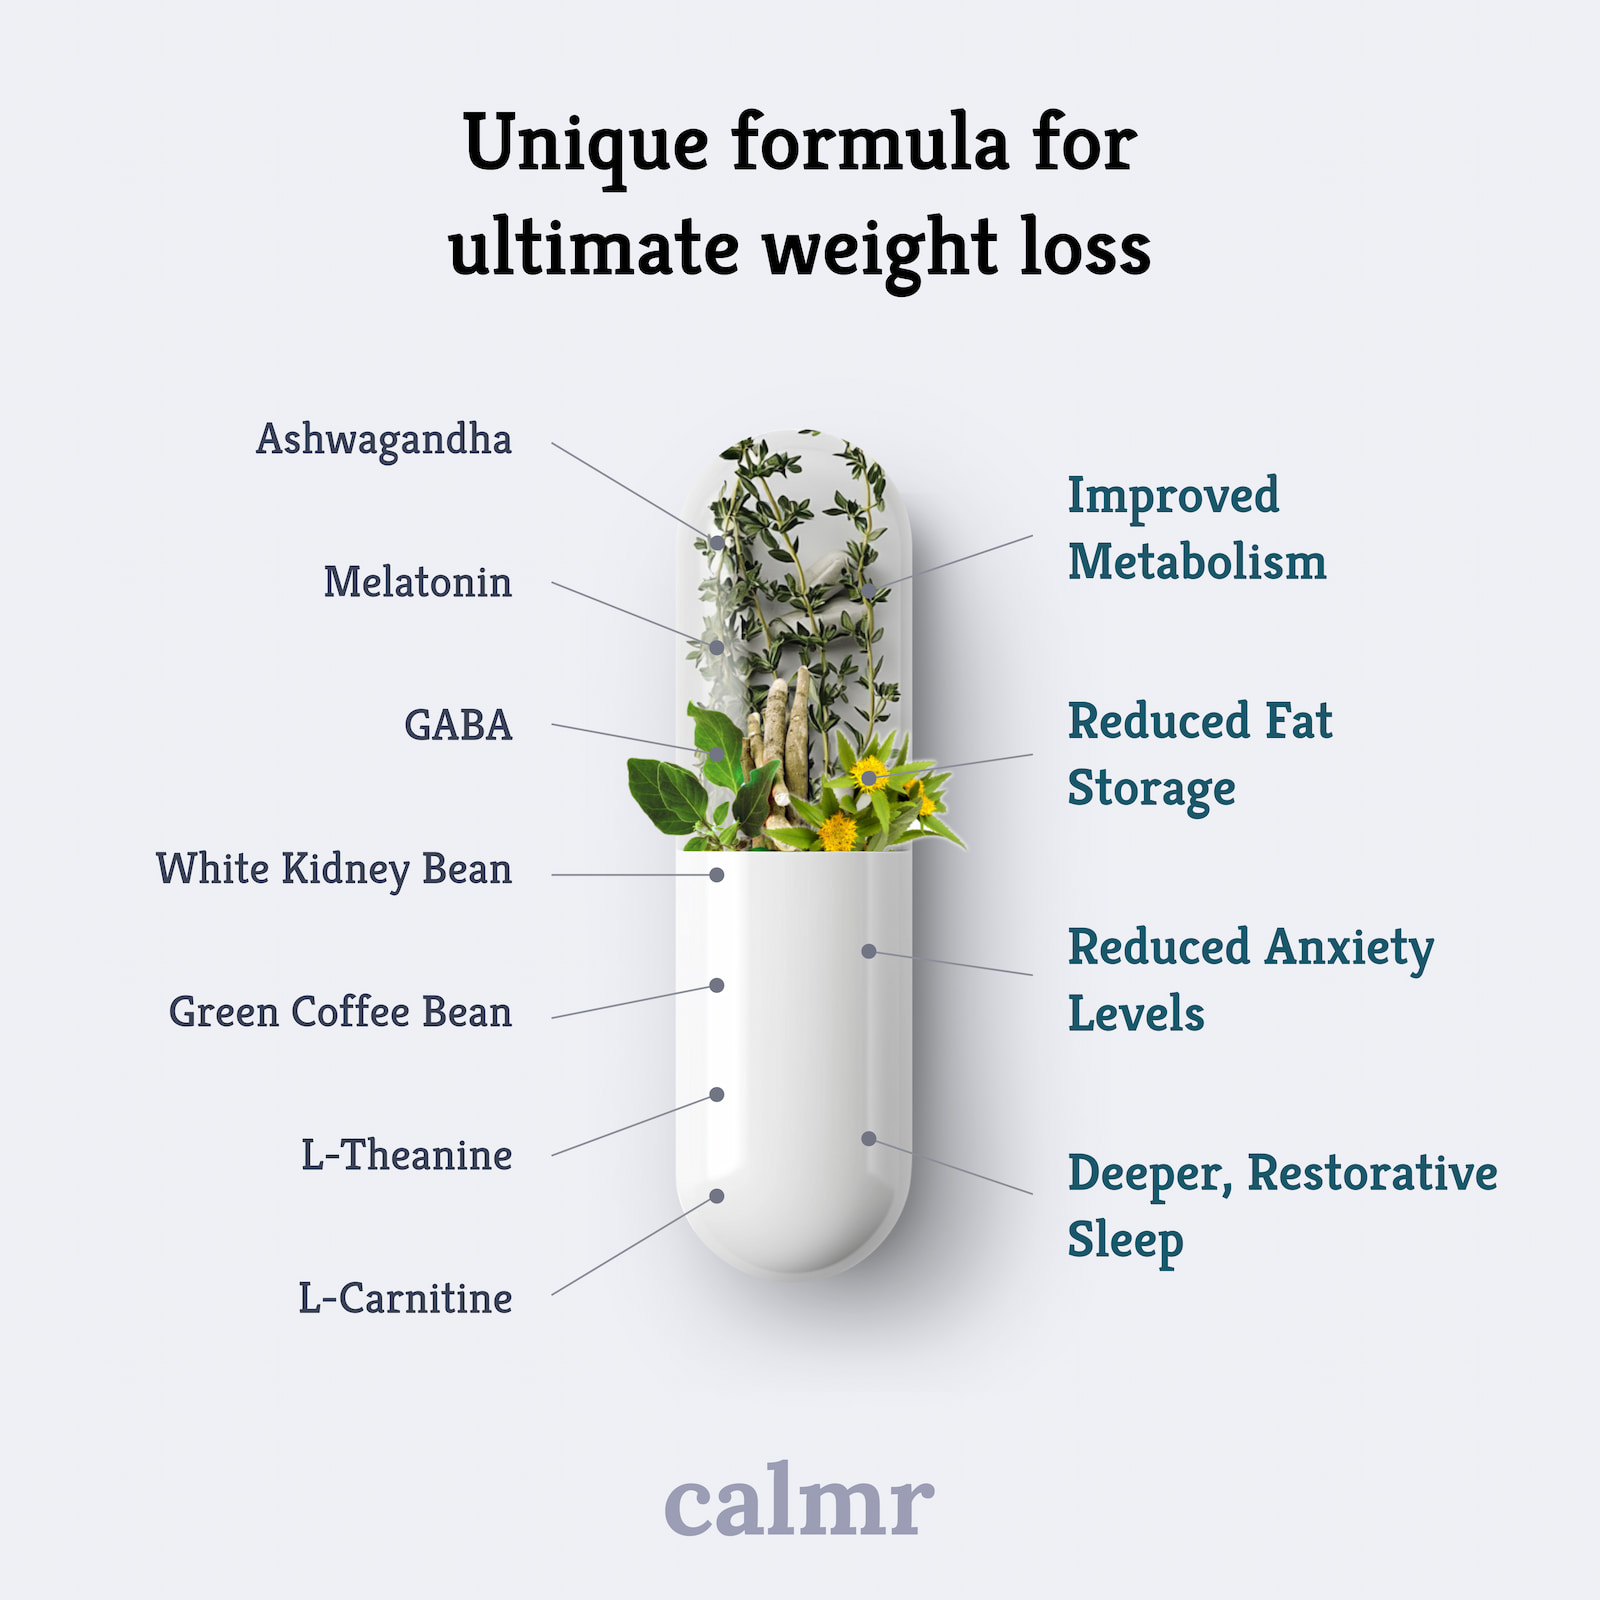 Unique formula for
ultimate weight loss
Ashwagandha
Melatonin
GABA
White Kidney Bean
Green Coffee Bean
L-Theanine
L-Carnitine
Improved
Metabolism
Reduced Fat
Storage
Reduced Anxiety
Levels
Deeper, Restorative
Sleep
calmr